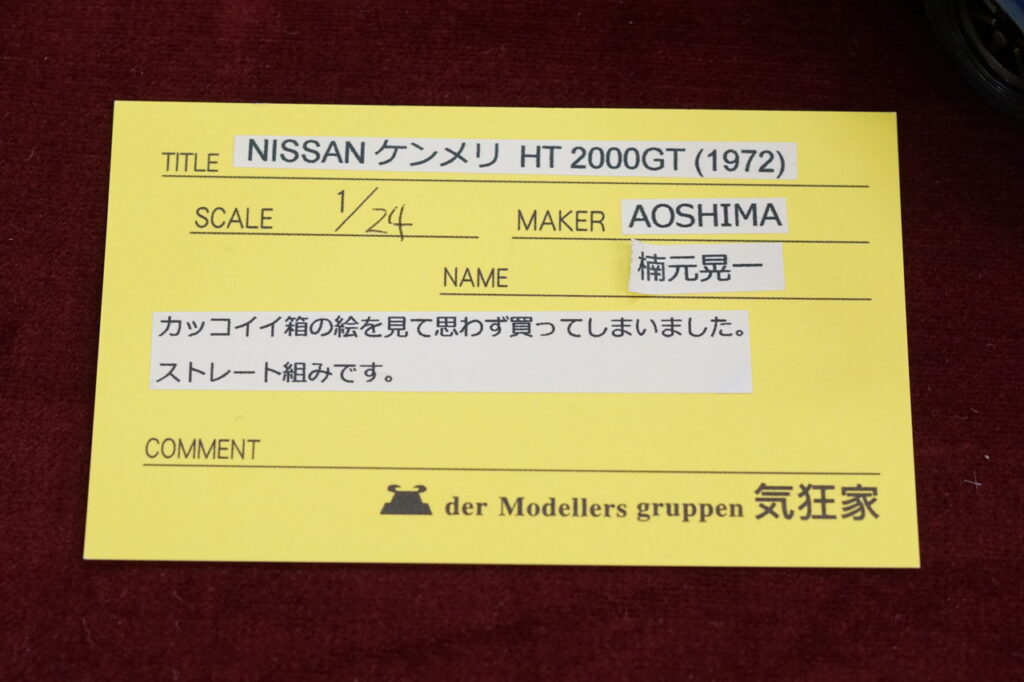 TITLE NISSAN ケンメリ HT 2000GT (1972)
SCALE 1/24 MAKER AOSHIMA
NAME 楠元晃一
カッコイイ箱の絵を見て思わず買ってしまいました。
ストレート組みです。
COMMENT
der Modellers gruppen 気狂家